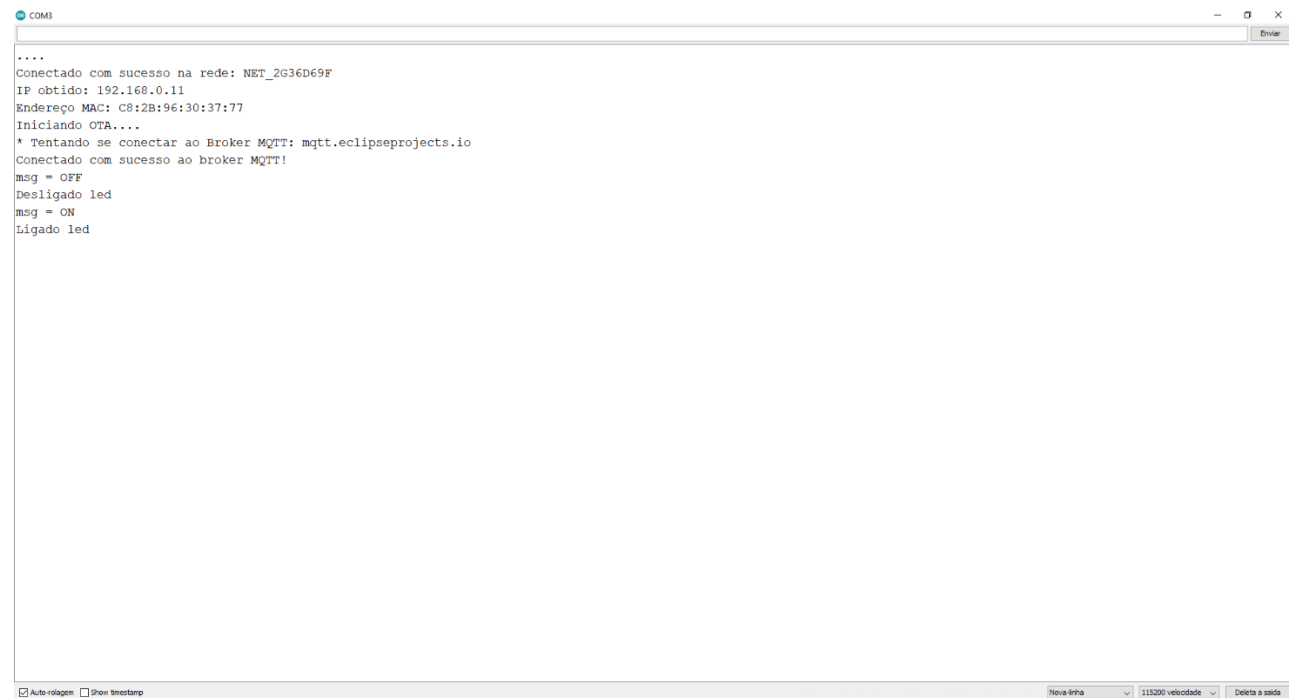 COM3
Enviar
....
Conectado com sucesso na rede: NET_2G36D69F
IP obtido: 192.168.0.11
Endereço MAC: C8:2B:96:30:37:77
Iniciando OTA....
* Tentando se conectar ao Broker MQTT: mqtt.eclipseprojects.io
Conectado com sucesso ao broker MQTT!
msg = OFF
Desligado led
msg = ON
Ligado led
Auto-rolagem Show timestamp Nova-linha 115200 velocidade Deleta a saida